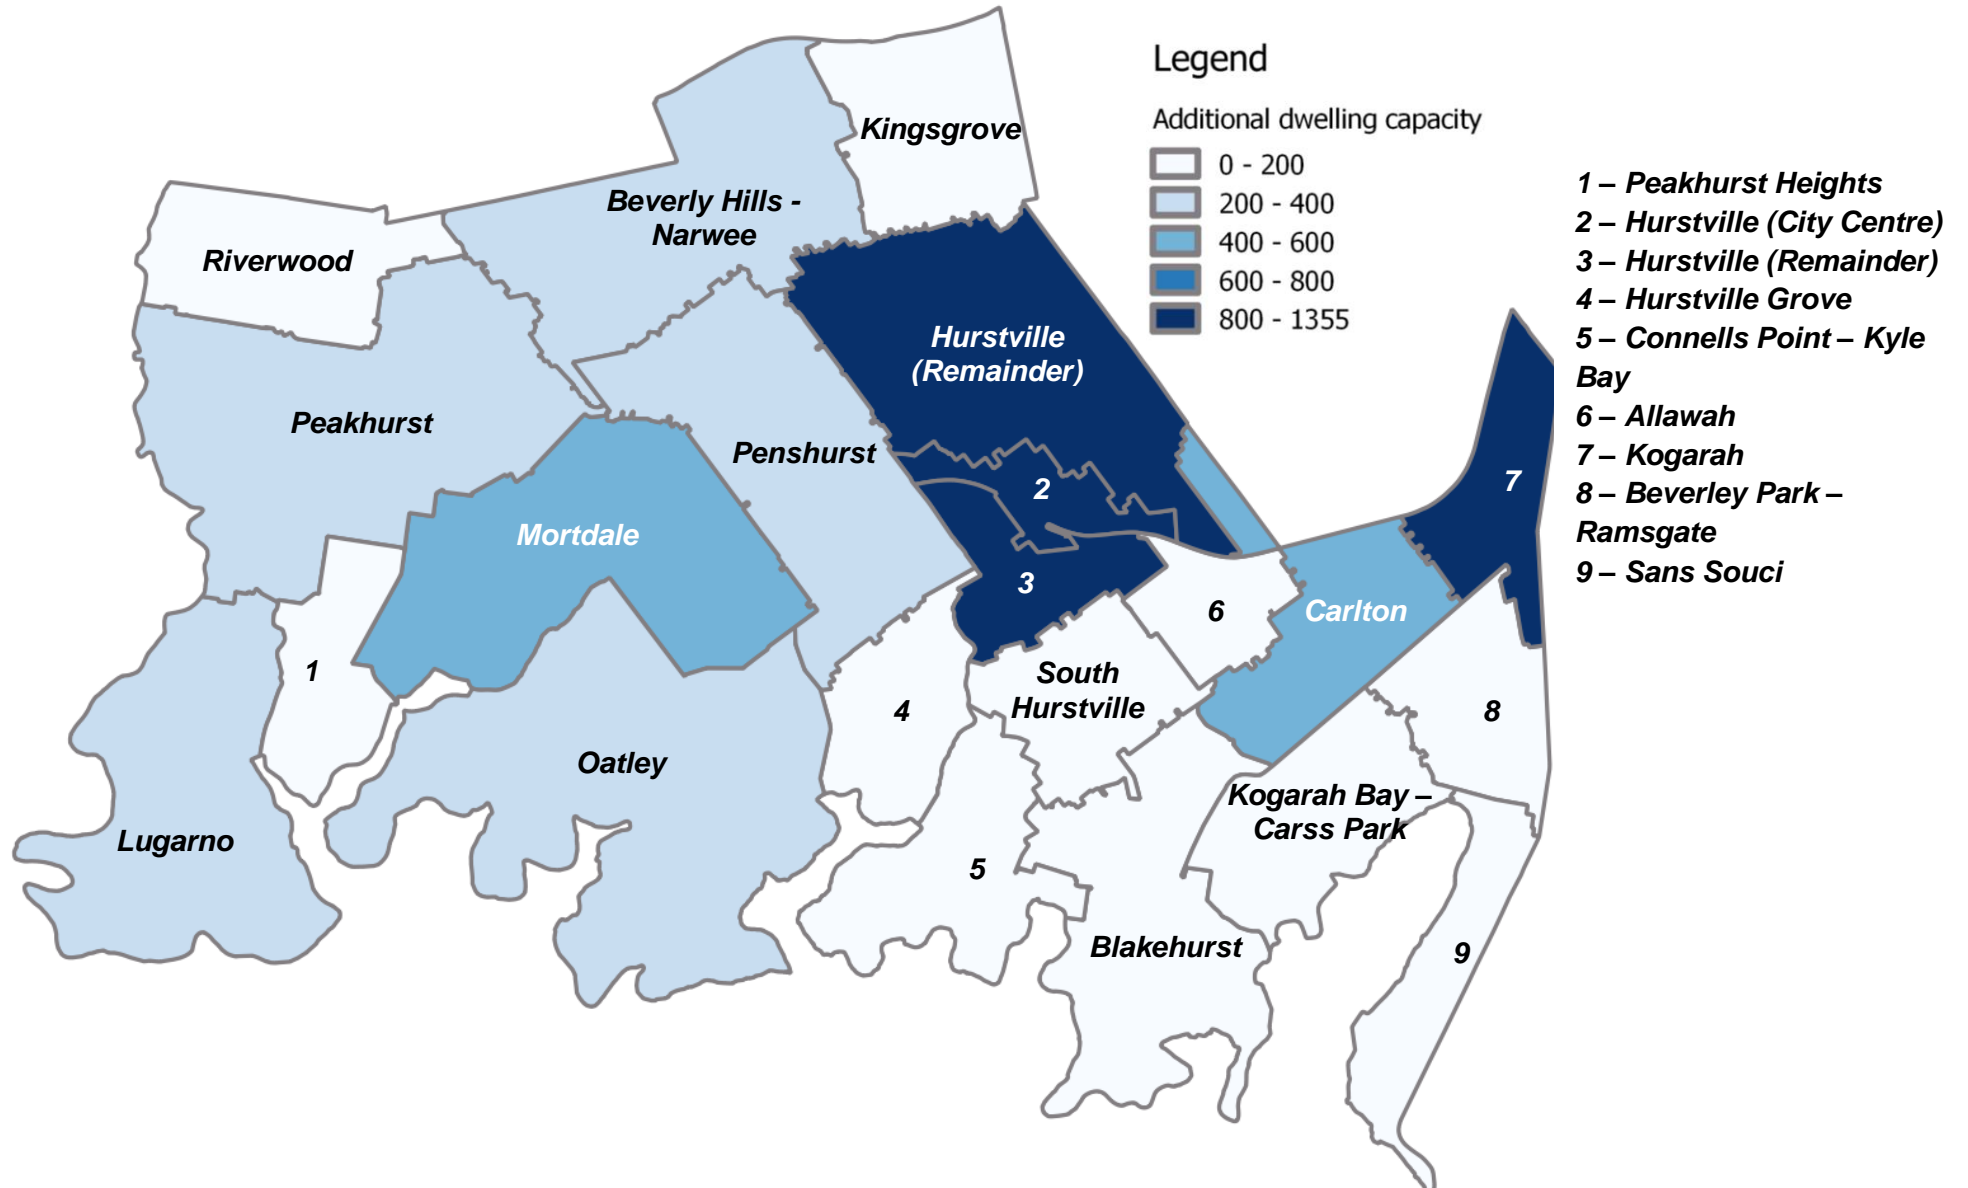 Legend
Additional dwelling capacity
0 - 200
200 - 400
400 - 600
600 - 800
800 - 1355
1 – Peakhurst Heights
2 – Hurstville (City Centre)
3 – Hurstville (Remainder)
4 – Hurstville Grove
5 – Connells Point – Kyle
Bay
6 – Allawah
7 – Kogarah
8 – Beverley Park –
Ramsgate
9 – Sans Souci
Kingsgrove
Beverly Hills -
Narwee
Riverwood
Hurstville
(Remainder)
Peakhurst
Penshurst
2
7
Mortdale
3
6
Carlton
1
South
Hurstville
4
8
Oatley
Kogarah Bay –
Carss Park
Lugarno
5
Blakehurst
9